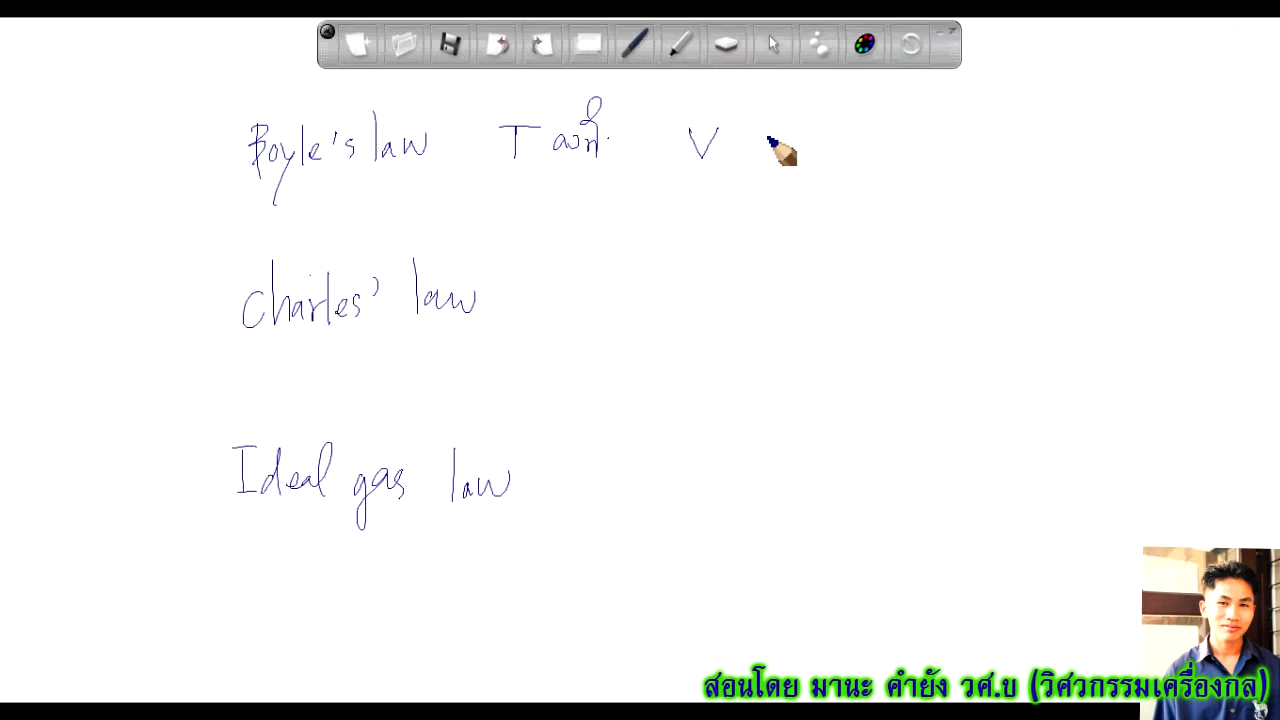 Boyle's law T คงที่ V
Charles' law
Ideal gas law
สอนโดย มานะ คำยัง วศ.บ (วิศวกรรมเครื่องกล)